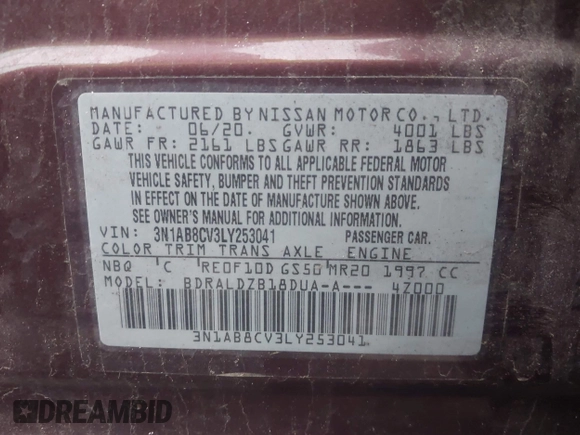 MANUFACTURED BY NISSAN MOTOR CO., LTD.
DATE: 06/20. GVWR: 4001 LBS
GAWR FR: 2161 LBS GAWR RR: 1863 LBS
THIS VEHICLE CONFORMS TO ALL APPLICABLE FEDERAL MOTOR
VEHICLE SAFETY, BUMPER AND THEFT PREVENTION STANDARDS
IN EFFECT ON THE DATE OF MANUFACTURE SHOWN ABOVE.
SEE OWNER'S MANUAL FOR ADDITIONAL INFORMATION.
VIN: 3N1AB8CV3LY253041 PASSENGER CAR.
COLOR TRIM TRANS AXLE ENGINE
NBQ 'C 'RE0F10D GS50 MR20 1997 CC
MODEL: BDRALDZB18DUA-A--- 4Z000
3N1AB8CV3LY253041
DREAMBID